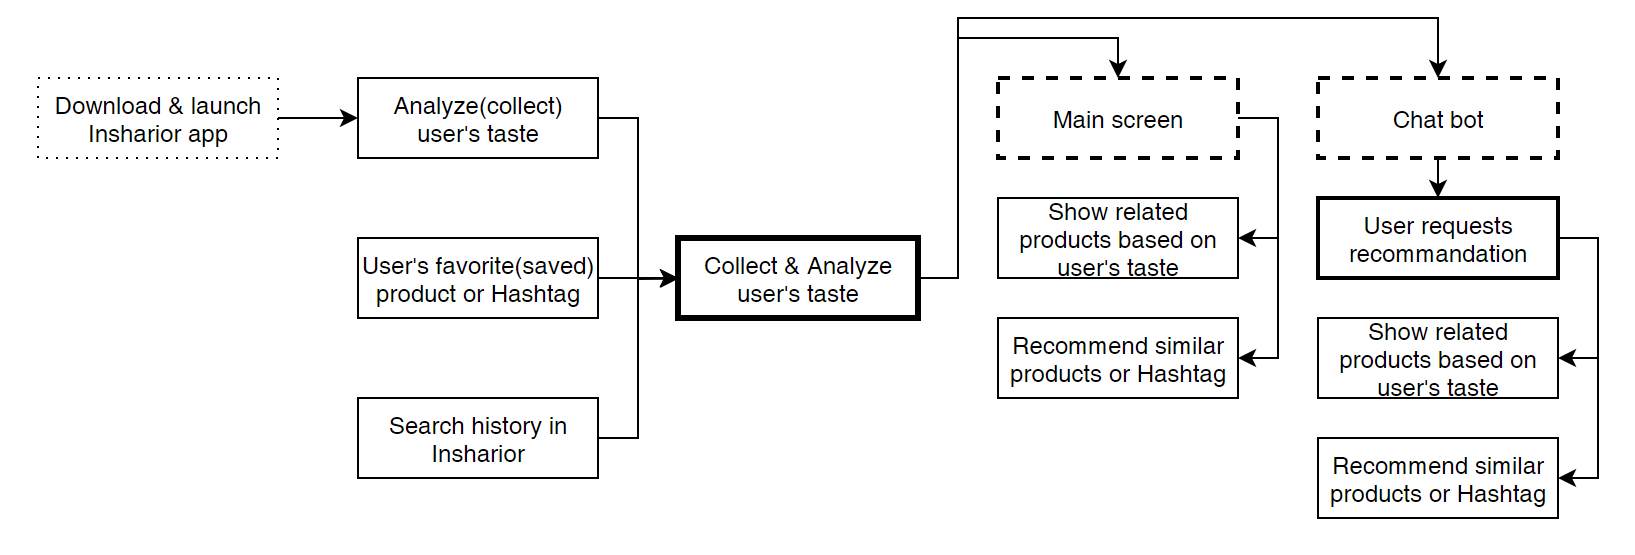 Download & launch
Insharior app
Analyze(collect)
user's taste
User's favorite(saved)
product or Hashtag
Search history in
Insharior
Collect & Analyze
user's taste
Main screen
Show related
products based on
user's taste
Recommend similar
products or Hashtag
Chat bot
User requests
recommandation
Show related
products based on
user's taste
Recommend similar
products or Hashtag